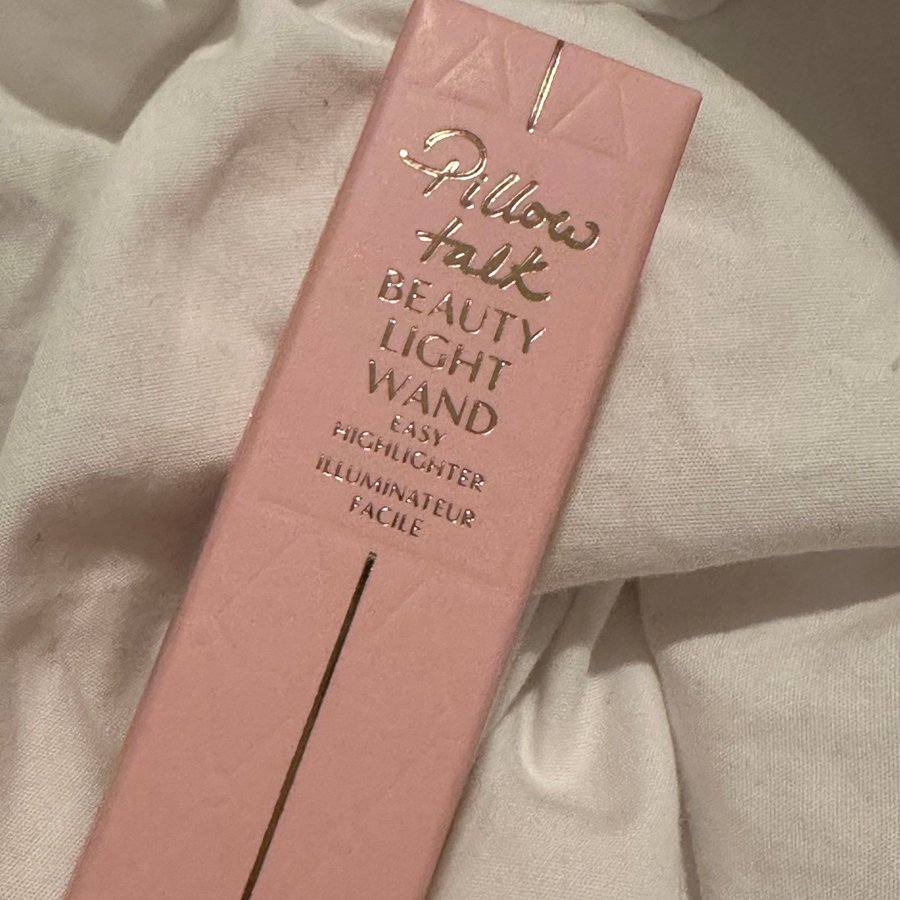 Pillow
talk
BEAUTY
LIGHT
WAND
EASY
HIGHLIGHTER
ILLUMINATEUR
FACILE